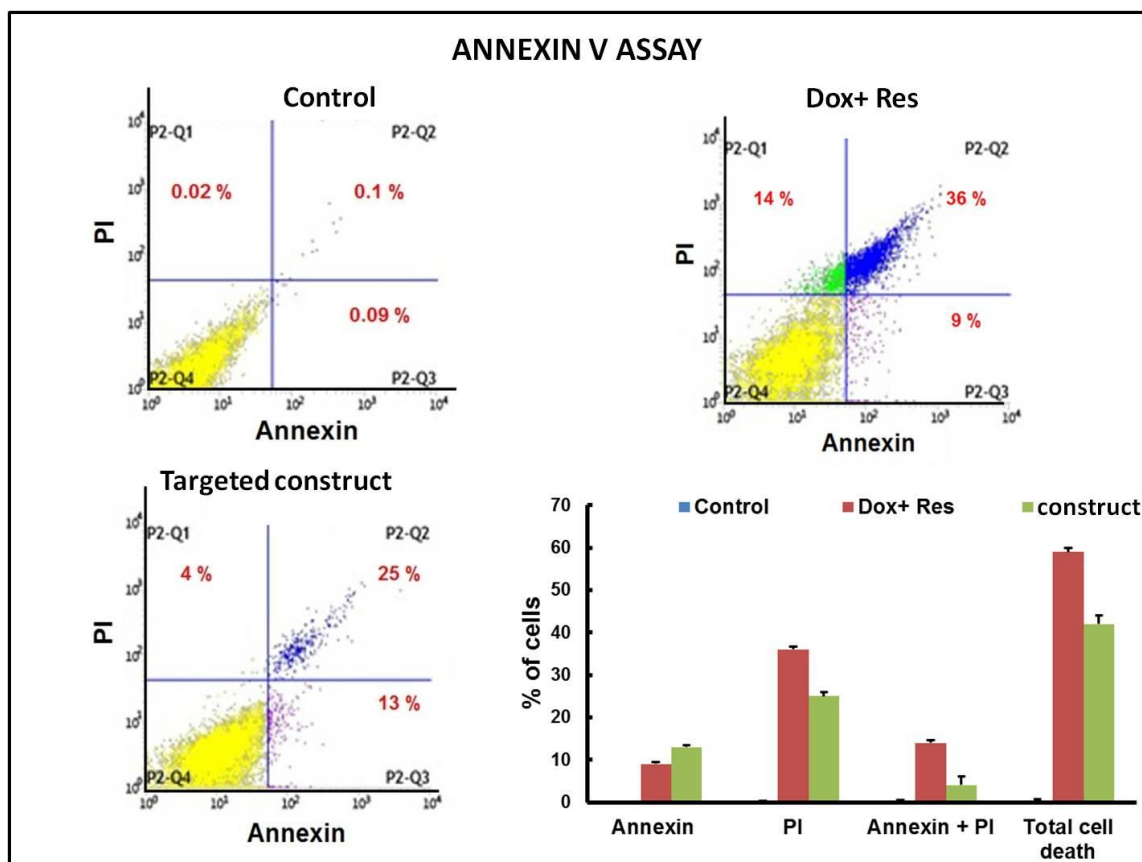 ANNEXIN V ASSAY
Control
PI
10⁴
10³
10²
10¹
10⁰
P2-Q1
P2-Q2
0.02 %
0.1 %
0.09 %
P2-Q4
P2-Q3
10⁰ 10¹ 10² 10³ 10⁴
Annexin
Dox+ Res
PI
10⁴
10³
10²
10¹
10⁰
P2-Q1
P2-Q2
14 %
36 %
9 %
P2-Q4
P2-Q3
10⁰ 10¹ 10² 10³ 10⁴
Annexin
Targeted construct
PI
10⁴
10³
10²
10¹
10⁰
P2-Q1
P2-Q2
4 %
25 %
13 %
P2-Q4
P2-Q3
10⁰ 10¹ 10² 10³ 10⁴
Annexin
Control Dox+ Res construct
% of cells
70
60
50
40
30
20
10
0
Annexin PI Annexin + PI Total cell
death